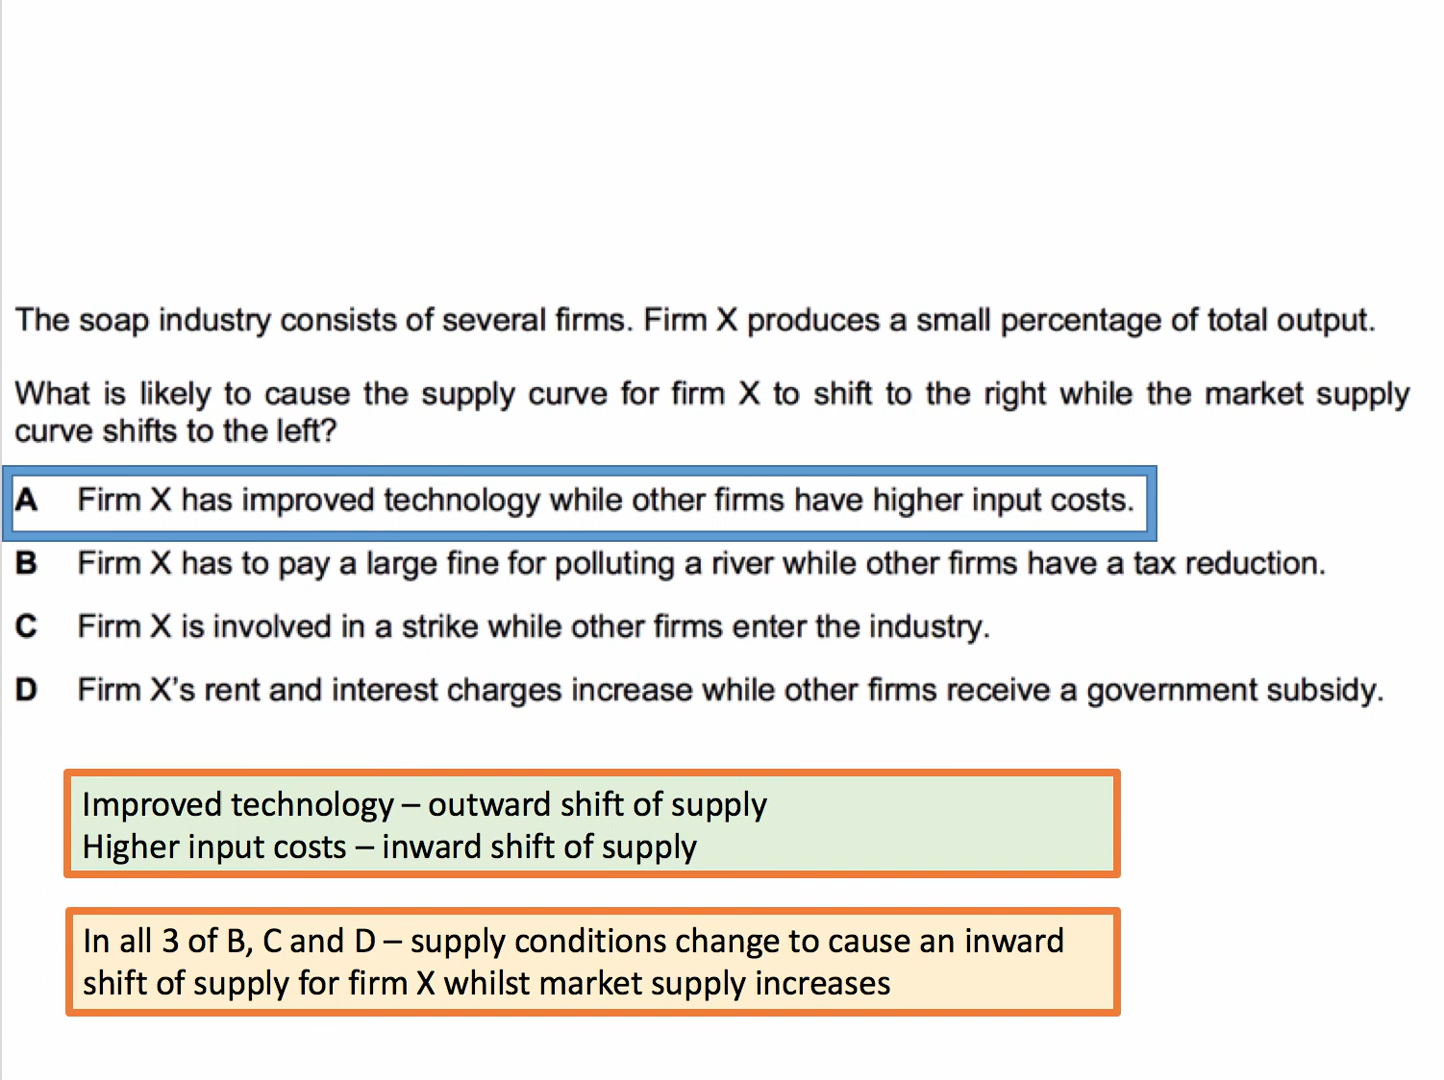 The soap industry consists of several firms. Firm X produces a small percentage of total output.
What is likely to cause the supply curve for firm X to shift to the right while the market supply
curve shifts to the left?
A Firm X has improved technology while other firms have higher input costs.
B Firm X has to pay a large fine for polluting a river while other firms have a tax reduction.
C Firm X is involved in a strike while other firms enter the industry.
D Firm X's rent and interest charges increase while other firms receive a government subsidy.
Improved technology – outward shift of supply
Higher input costs – inward shift of supply
In all 3 of B, C and D – supply conditions change to cause an inward
shift of supply for firm X whilst market supply increases